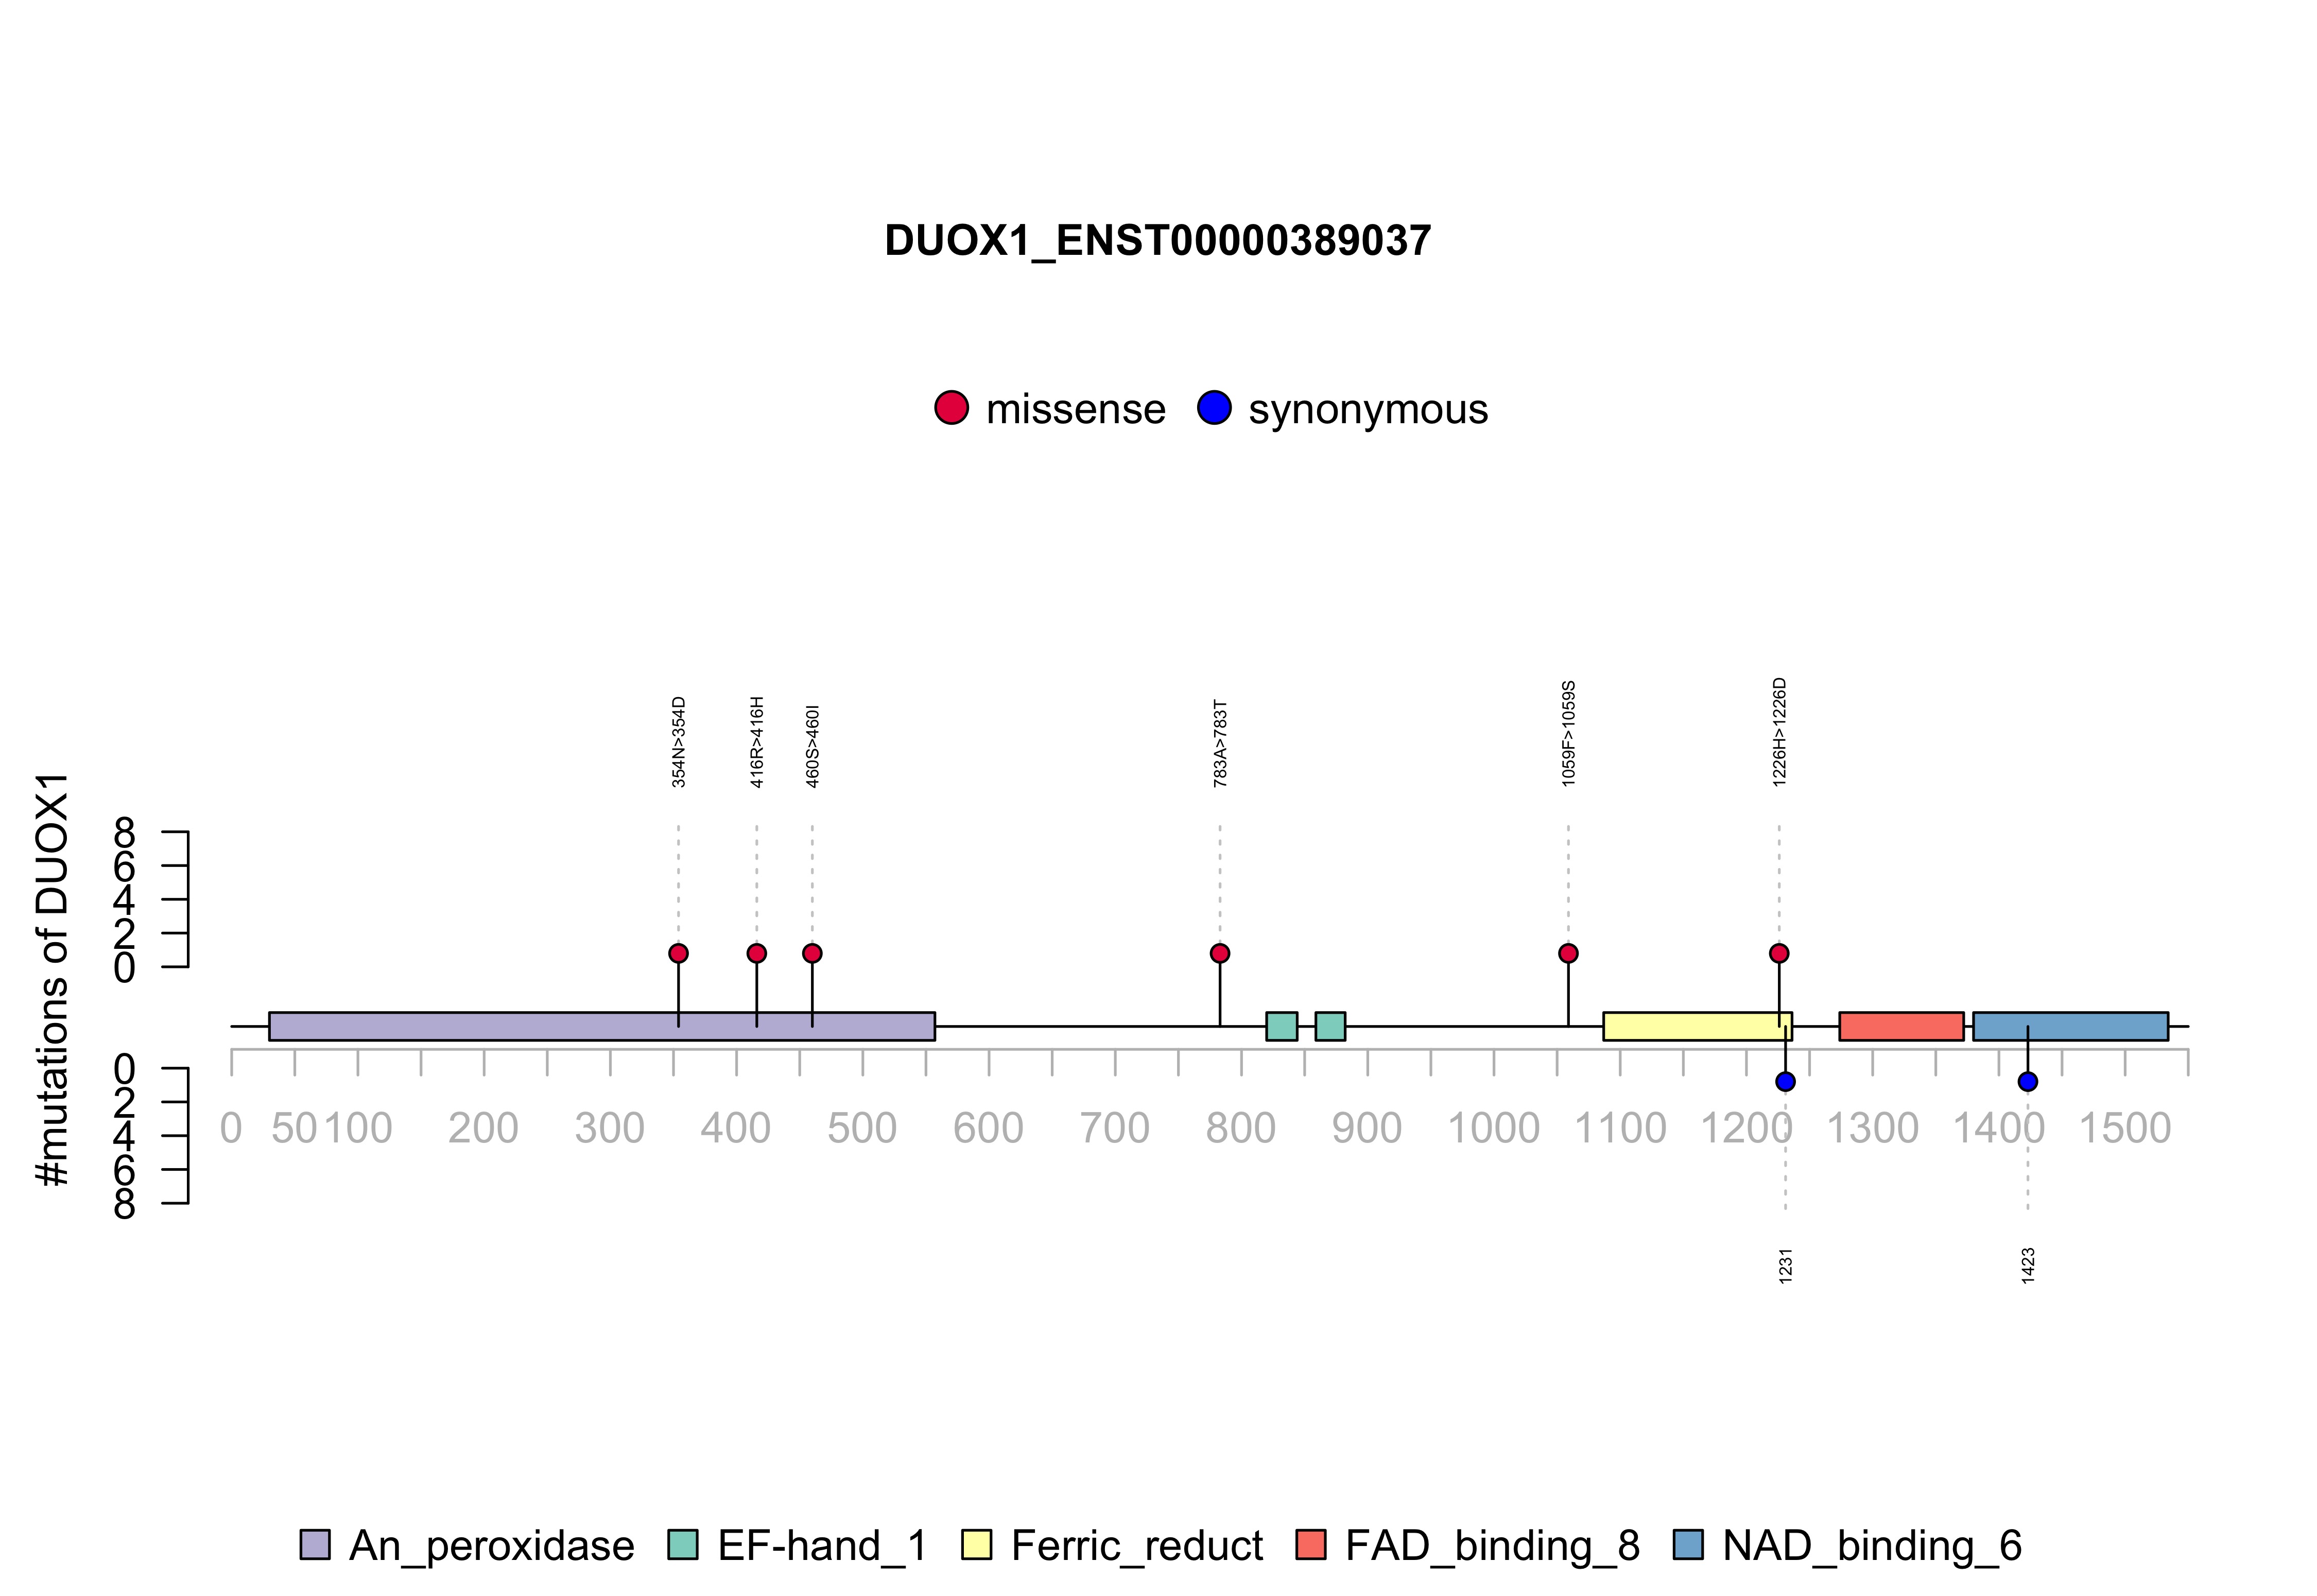 DUOX1_ENST00000389037
missense synonymous
354N>354D
416R>416H
460S>460I
783A>783T
1059F>1059S
1226H>1226D
#mutations of DUOX1
8
6
4
2
0
0
2
4
6
8
0 50 100 200 300 400 500 600 700 800 900 1000 1100 1200 1300 1400 1500
1231
1423
An_peroxidase EF-hand_1 Ferric_reduct FAD_binding_8 NAD_binding_6